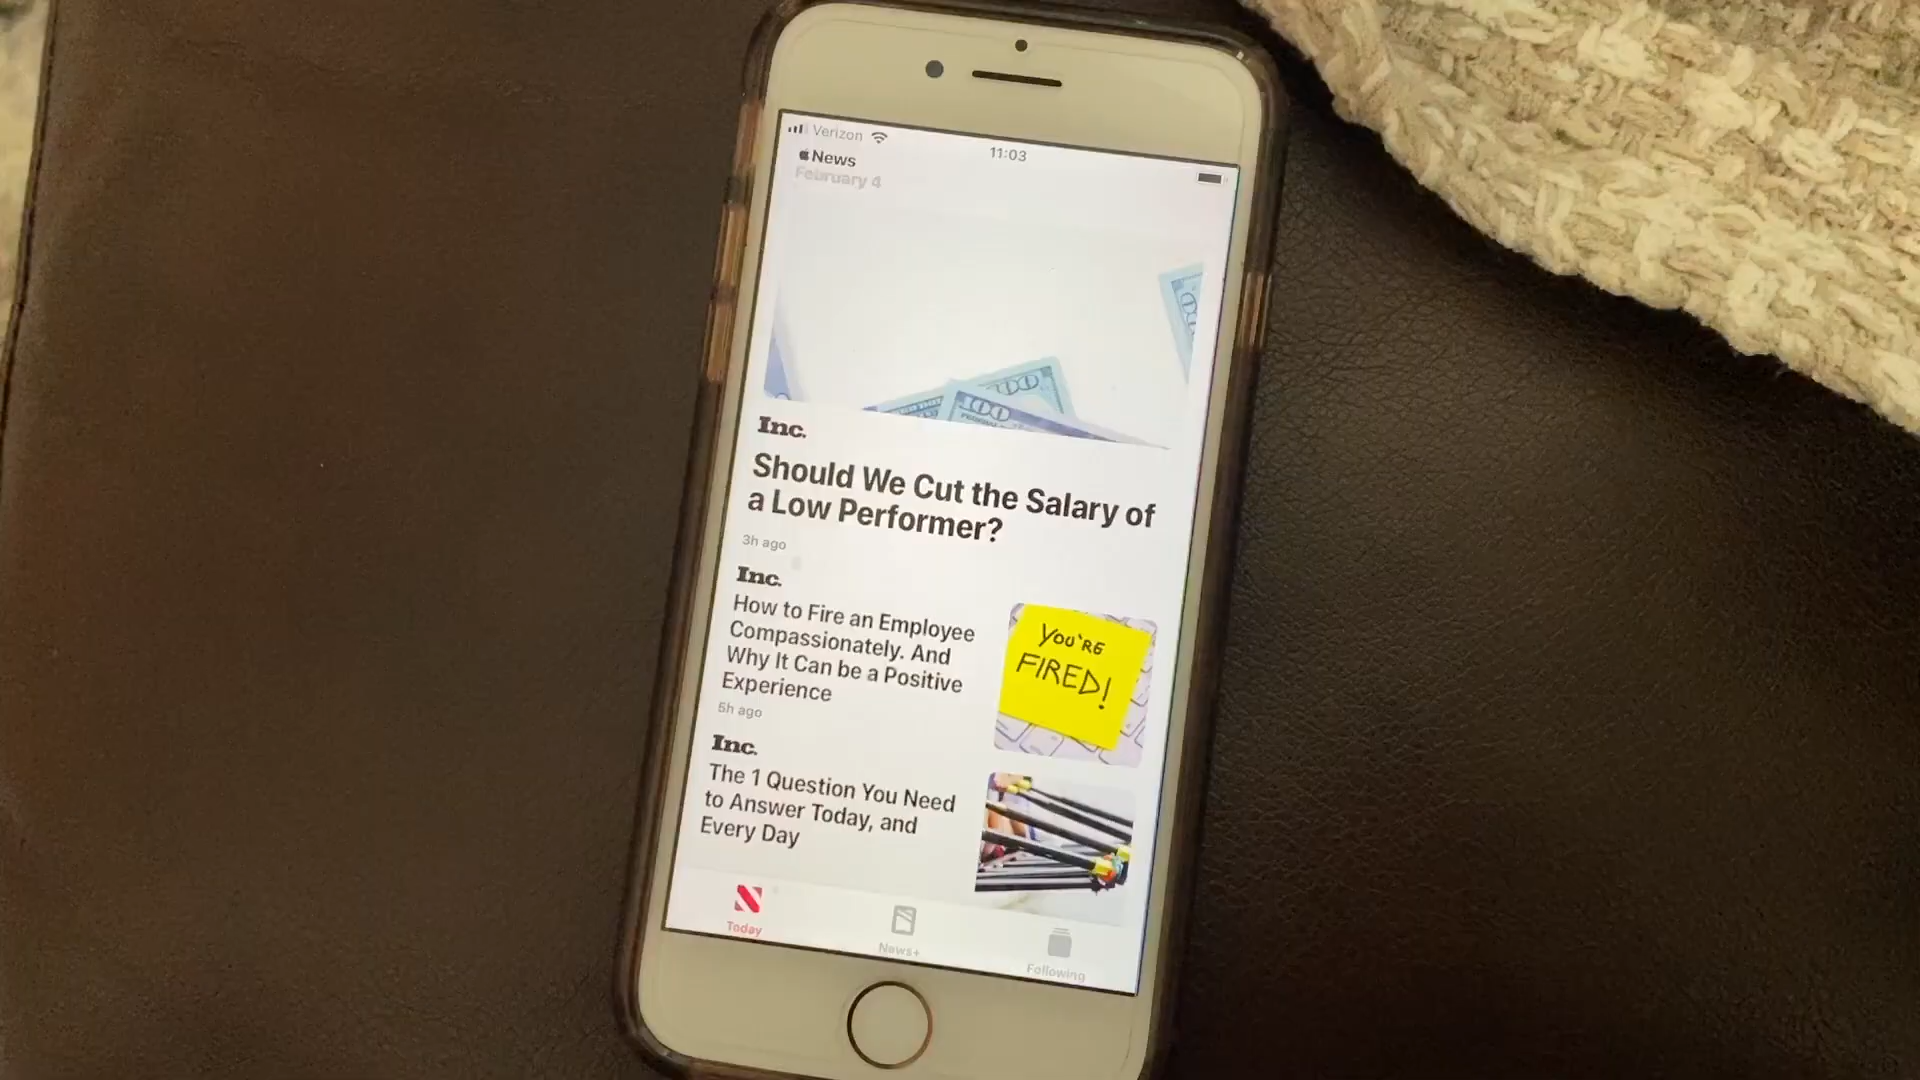 Verizon
11:03
News
February 4
100
100
Inc.
Should We Cut the Salary of
a Low Performer?
3h ago
Inc.
How to Fire an Employee
Compassionately. And
Why It Can be a Positive
Experience
5h ago
YOU'RE
FIRED!
Inc.
The 1 Question You Need
to Answer Today, and
Every Day
Today
News+
Following